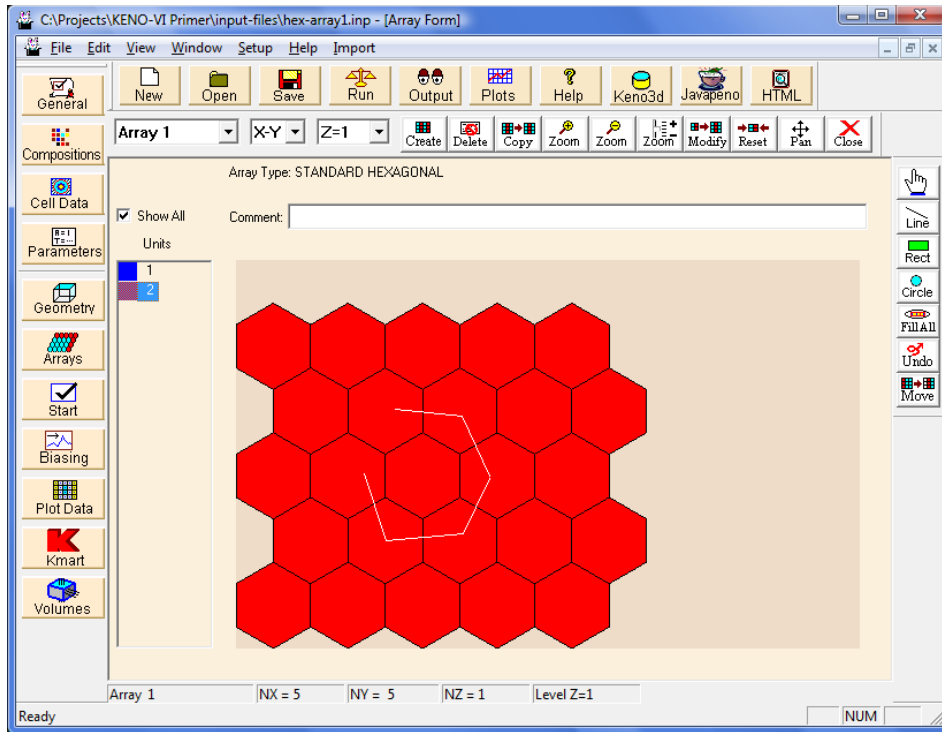 C:\Projects\KENO-VI Primer\input-files\hex-array1.inp - [Array Form]
File Edit View Window Setup Help Import
General New Open Save Run Output Plots Help Keno3d Javapeno HTML
Compositions Array 1 X-Y Z=1 Create Delete Copy Zoom Zoom Zoom Modify Reset Pan Close
Array Type: STANDARD HEXAGONAL
Cell Data Show All Comment: Line
Parameters Units Rect
1
2
Geometry Circle
Fill All
Arrays Undo
Start Move
Biasing
Plot Data
Kmart
Volumes
Array 1 NX = 5 NY = 5 NZ = 1 Level Z=1
Ready NUM